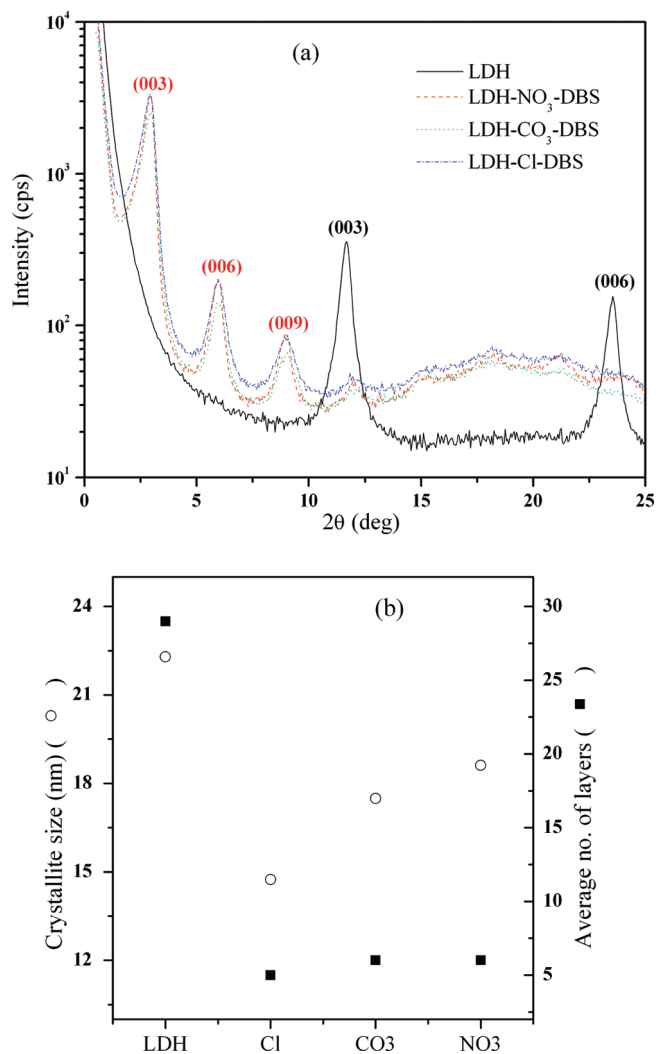 (a)
10^4
10^3
10^2
10^1
Intensity (cps)
LDH
LDH-NO₃-DBS
LDH-CO₃-DBS
LDH-Cl-DBS
(003)
(006)
(009)
(003)
(006)
0 5 10 15 20 25
2θ (deg)
(b)
24
21
18
15
12
Crystallite size (nm) ( ○ )
30
25
20
15
10
5
Average no. of layers ( ■ )
LDH Cl CO3 NO3